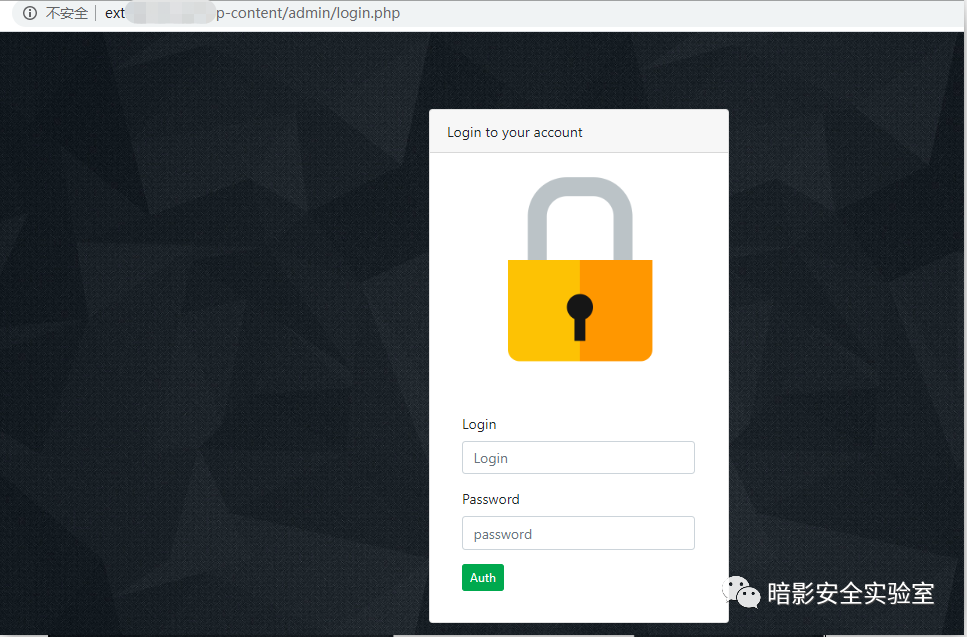 不安全 ext p-content/admin/login.php
Login to your account
Login
Login
Password
password
Auth
暗影安全实验室